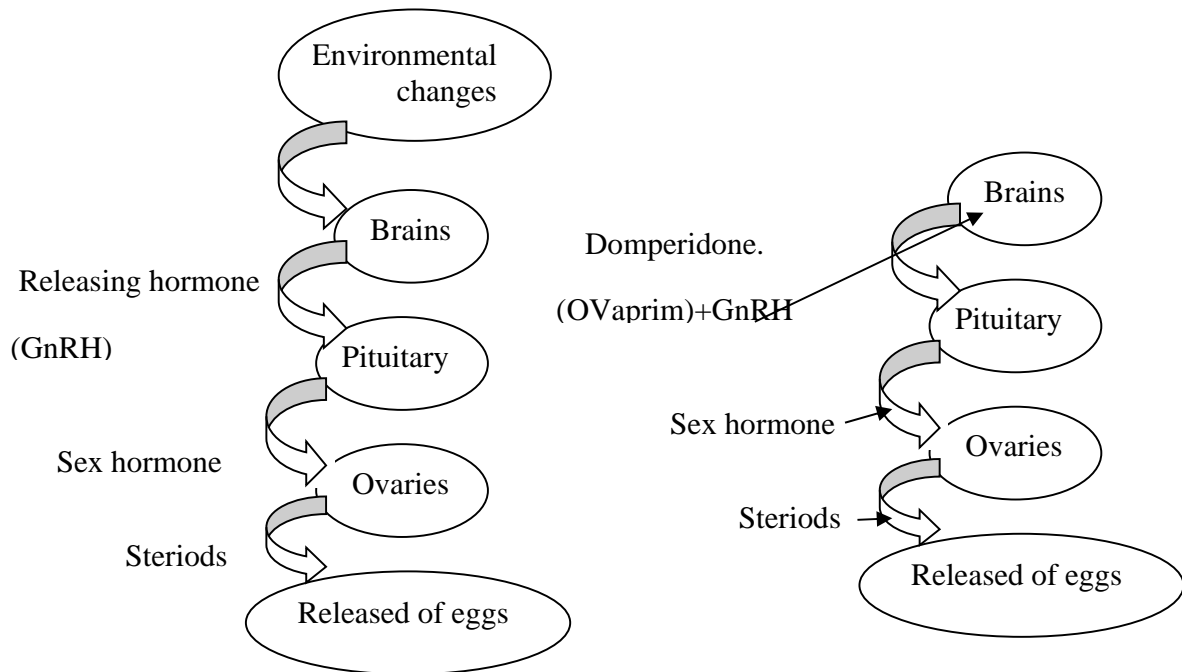 Environmental
changes
Brains
Releasing hormone
(GnRH)
Pituitary
Sex hormone
Ovaries
Steriods
Released of eggs
Brains
Domperidone.
(OVaprim)+GnRH
Pituitary
Sex hormone
Ovaries
Steriods
Released of eggs